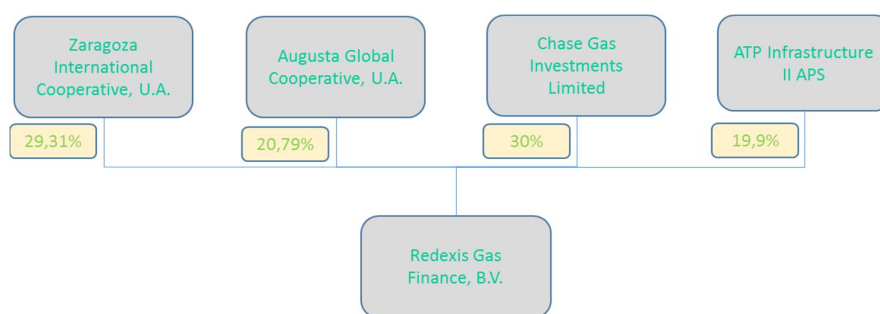 Zaragoza
International
Cooperative, U.A.
Augusta Global
Cooperative, U.A.
Chase Gas
Investments
Limited
ATP Infrastructure
II APS
29,31%
20,79%
30%
19,9%
Redexis Gas
Finance, B.V.